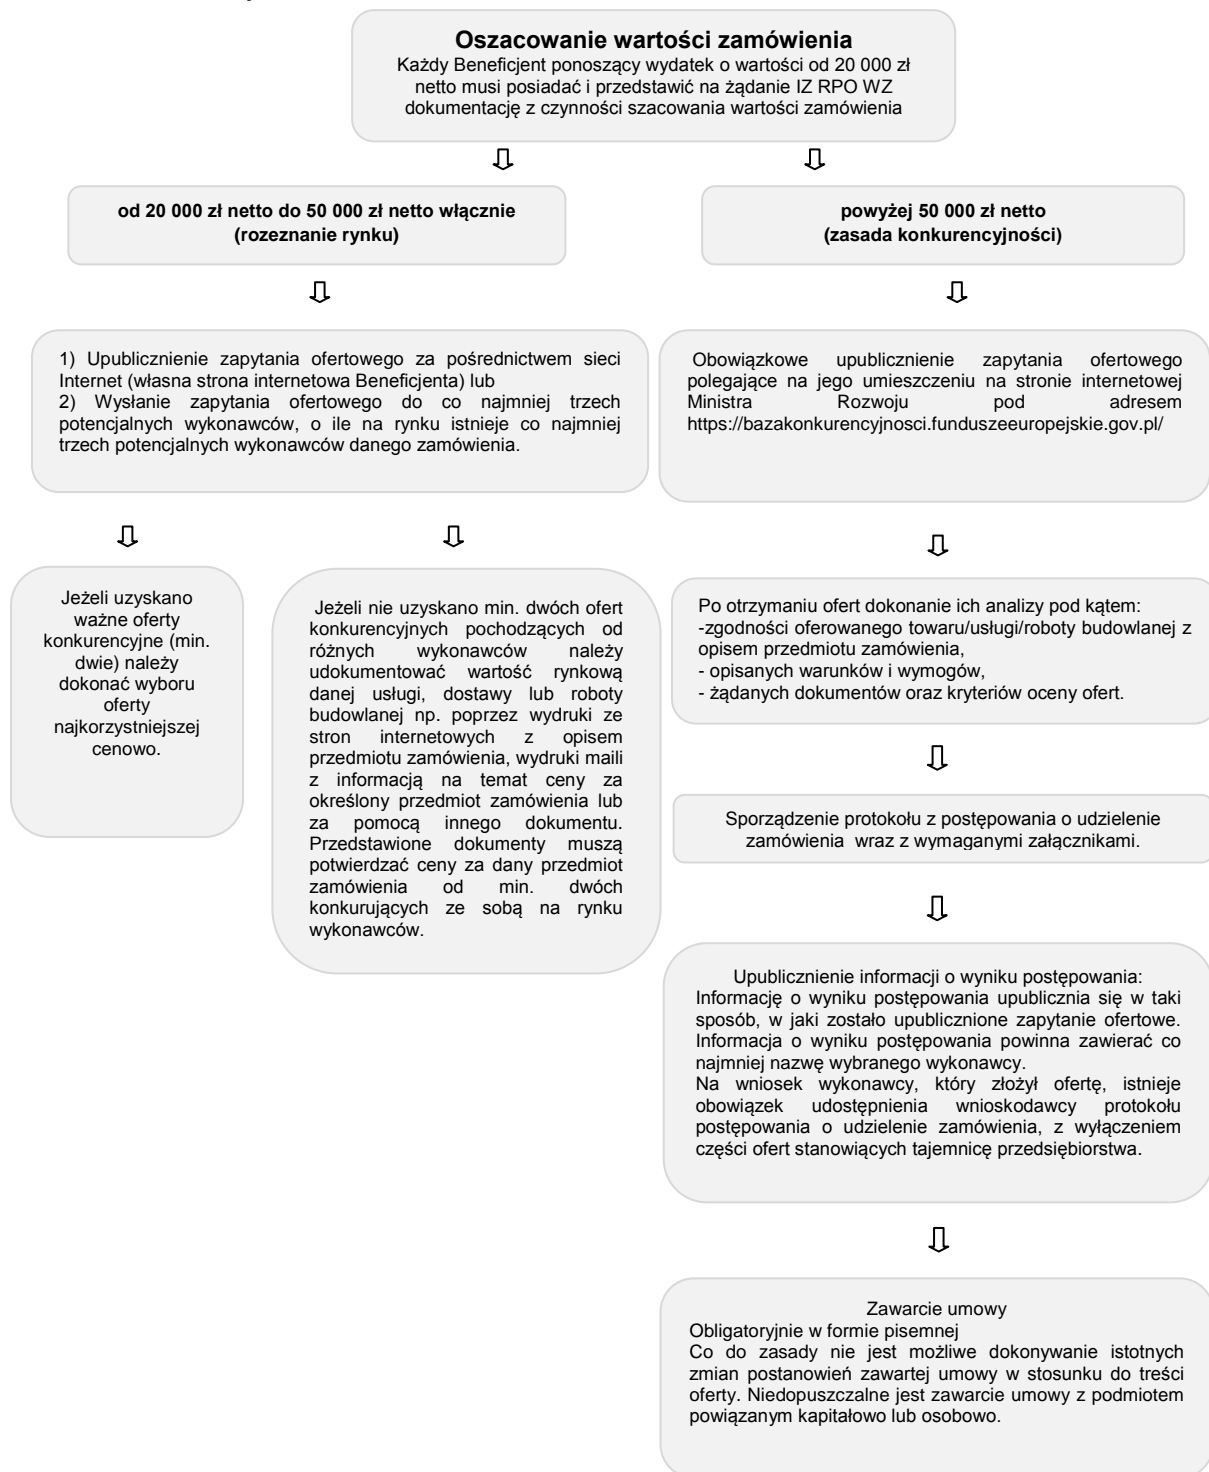 Oszacowanie wartości zamówienia
Każdy Beneficjent ponoszący wydatek o wartości od 20 000 zł
netto musi posiadać i przedstawić na żądanie IZ RPO WZ
dokumentację z czynności szacowania wartości zamówienia
od 20 000 zł netto do 50 000 zł netto włącznie
(rozeznanie rynku)
powyżej 50 000 zł netto
(zasada konkurencyjności)
1) Upublicznienie zapytania ofertowego za pośrednictwem sieci
Internet (własna strona internetowa Beneficjenta) lub
2) Wysłanie zapytania ofertowego do co najmniej trzech
potencjalnych wykonawców, o ile na rynku istnieje co najmniej
trzech potencjalnych wykonawców danego zamówienia.
Obowiązkowe upublicznienie zapytania ofertowego
polegające na jego umieszczeniu na stronie internetowej
Ministra Rozwoju pod adresem
https://bazakonkurencyjnosci.funduszeeuropejskie.gov.pl/
Jeżeli uzyskano
ważne oferty
konkurencyjne (min.
dwie) należy
dokonać wyboru
oferty
najkorzystniejszej
cenowo.
Jeżeli nie uzyskano min. dwóch ofert
konkurencyjnych pochodzących od
różnych wykonawców należy
udokumentować wartość rynkową
danej usługi, dostawy lub roboty
budowlanej np. poprzez wydruki ze
stron internetowych z opisem
przedmiotu zamówienia, wydruki maili
z informacją na temat ceny za
określony przedmiot zamówienia lub
za pomocą innego dokumentu.
Przedstawione dokumenty muszą
potwierdzać ceny za dany przedmiot
zamówienia od min. dwóch
konkurujących ze sobą na rynku
wykonawców.
Po otrzymaniu ofert dokonanie ich analizy pod kątem:
-zgodności oferowanego towaru/usługi/roboty budowlanej z
opisem przedmiotu zamówienia,
- opisanych warunków i wymogów,
- żądanych dokumentów oraz kryteriów oceny ofert.
Sporządzenie protokołu z postępowania o udzielenie
zamówienia wraz z wymaganymi załącznikami.
Upublicznienie informacji o wyniku postępowania:
Informację o wyniku postępowania upublicznia się w taki
sposób, w jaki zostało upublicznione zapytanie ofertowe.
Informacja o wyniku postępowania powinna zawierać co
najmniej nazwę wybranego wykonawcy.
Na wniosek wykonawcy, który złożył ofertę, istnieje
obowiązek udostępnienia wnioskodawcy protokołu
postępowania o udzielenie zamówienia, z wyłączeniem
części ofert stanowiących tajemnicę przedsiębiorstwa.
Zawarcie umowy
Obligatoryjnie w formie pisemnej
Co do zasady nie jest możliwe dokonywanie istotnych
zmian postanowień zawartej umowy w stosunku do treści
oferty. Niedopuszczalne jest zawarcie umowy z podmiotem
powiązanym kapitałowo lub osobowo.